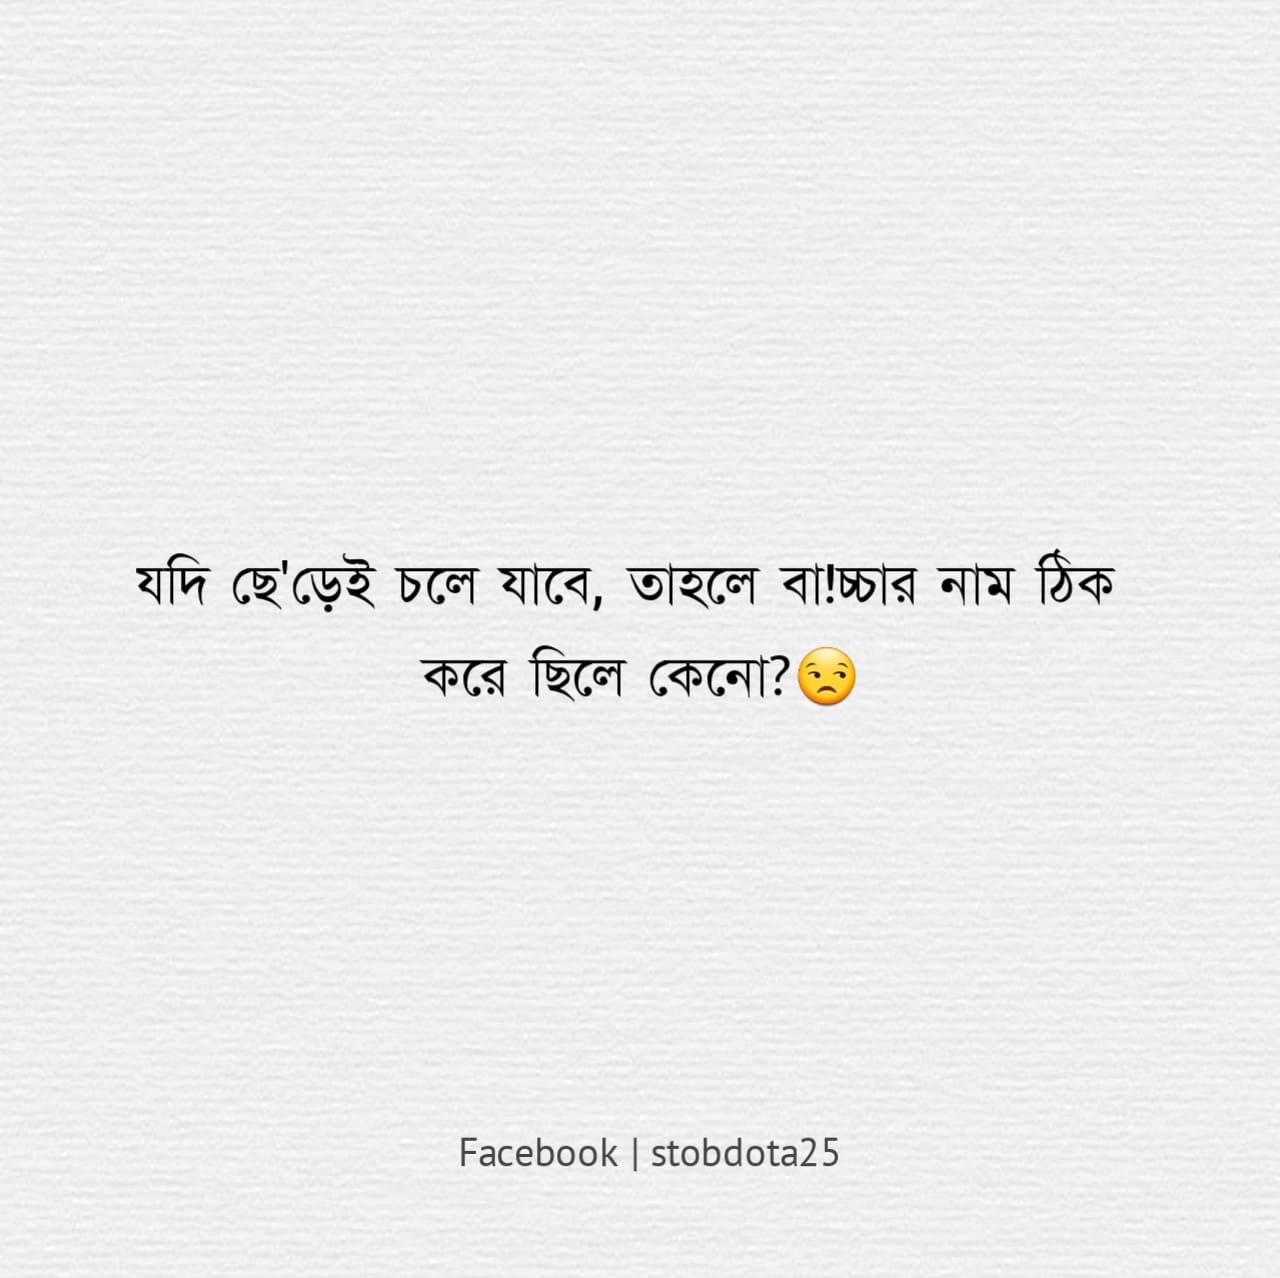 যদি ছে'ড়েই চলে যাবে, তাহলে বা!চ্চার নাম ঠিক
করে ছিলে কেনো?😒
Facebook | stobdota25